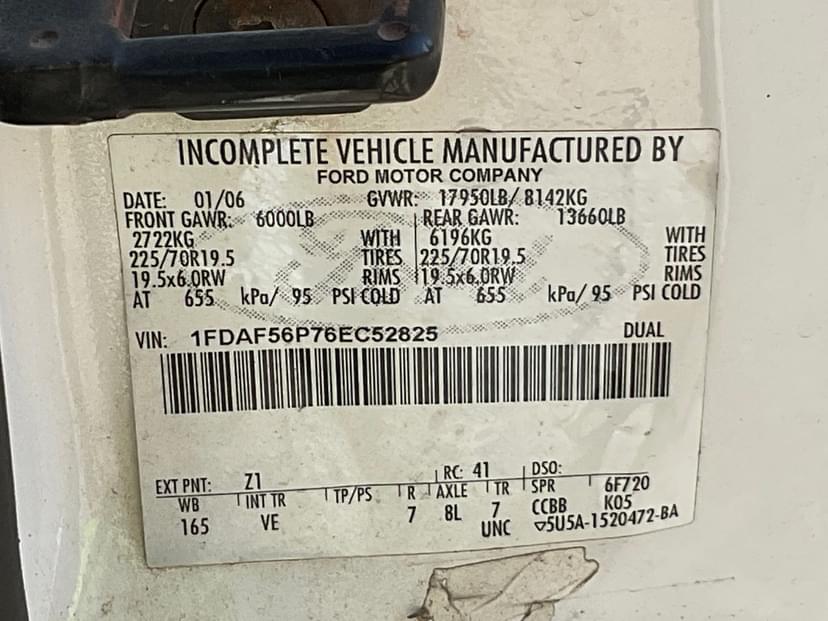 INCOMPLETE VEHICLE MANUFACTURED BY
FORD MOTOR COMPANY
DATE: 01/06 GVWR: 17950LB/ 8142KG
FRONT GAWR: 6000LB REAR GAWR: 13660LB
2722KG WITH 6196KG WITH
225/70R19.5 TIRES 225/70R19.5 TIRES
19.5x6.0RW RIMS 19.5x6.0RW RIMS
AT 655 kPa/ 95 PSI COLD AT 655 kPa/ 95 PSI COLD
VIN: 1FDAF56P76EC52825 DUAL
EXT PNT: Z1 RC: 41 DSO:
WB INT TR TP/PS R AXLE TR SPR 6F720
165 VE 7 8L 7 CCBB K05
UNC ▽5U5A-1520472-BA